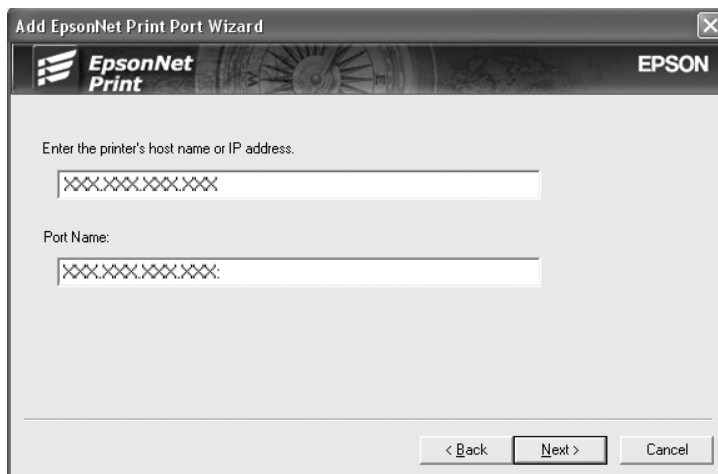 Add EpsonNet Print Port Wizard
EpsonNet
Print
EPSON
Enter the printer's host name or IP address.
XXX.XXX.XXX.XXX
Port Name:
XXX.XXX.XXX.XXX:
< Back
Next >
Cancel